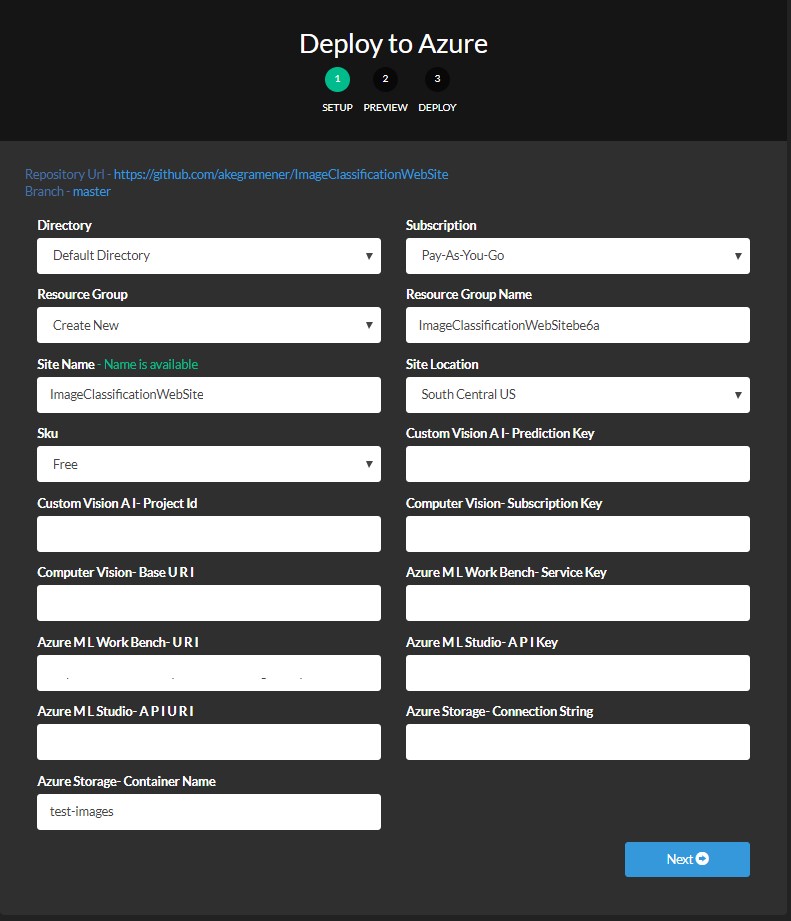 Deploy to Azure
1 2 3
SETUP PREVIEW DEPLOY
Repository Url - https://github.com/akegramener/ImageClassificationWebSite
Branch - master
Directory Subscription
Default Directory Pay-As-You-Go
Resource Group Resource Group Name
Create New ImageClassificationWebSitebe6a
Site Name - Name is available Site Location
ImageClassificationWebSite South Central US
Sku Custom Vision A I- Prediction Key
Free
Custom Vision A I- Project Id Computer Vision- Subscription Key
Computer Vision- Base U R I Azure M L Work Bench- Service Key
Azure M L Work Bench- U R I Azure M L Studio- A P I Key
Azure M L Studio- A P I U R I Azure Storage- Connection String
Azure Storage- Container Name
test-images
Next